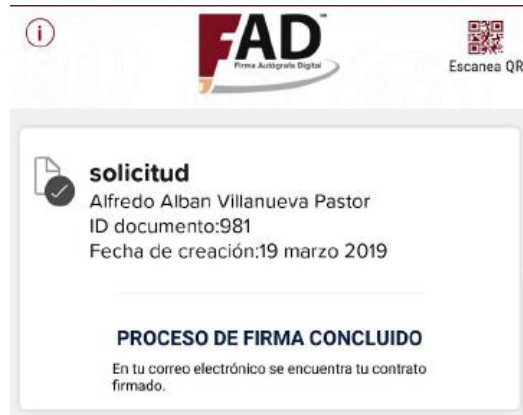 FAD™
Firma Autógrafa Digital
Escanea QR
solicitud
Alfredo Alban Villanueva Pastor
ID documento:981
Fecha de creación:19 marzo 2019
PROCESO DE FIRMA CONCLUIDO
En tu correo electrónico se encuentra tu contrato
firmado.